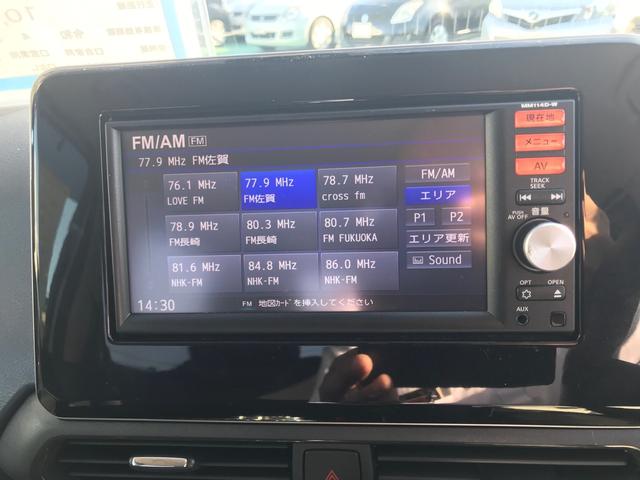 MM114D-W
FM/AM FM
77.9 MHz FM佐賀
76.1 MHz
LOVE FM
77.9 MHz
FM佐賀
78.7 MHz
cross fm
78.9 MHz
FM長崎
80.3 MHz
FM長崎
80.7 MHz
FM FUKUOKA
81.6 MHz
NHK-FM
84.8 MHz
NHK-FM
86.0 MHz
NHK-FM
FM/AM
エリア
P1 P2
エリア更新
Sound
14:30
FM 地図ｶｰﾄﾞを挿入してください
現在地
メニュー
AV
TRACK
SEEK
PUSH
AV OFF
音量
OPT OPEN
AUX